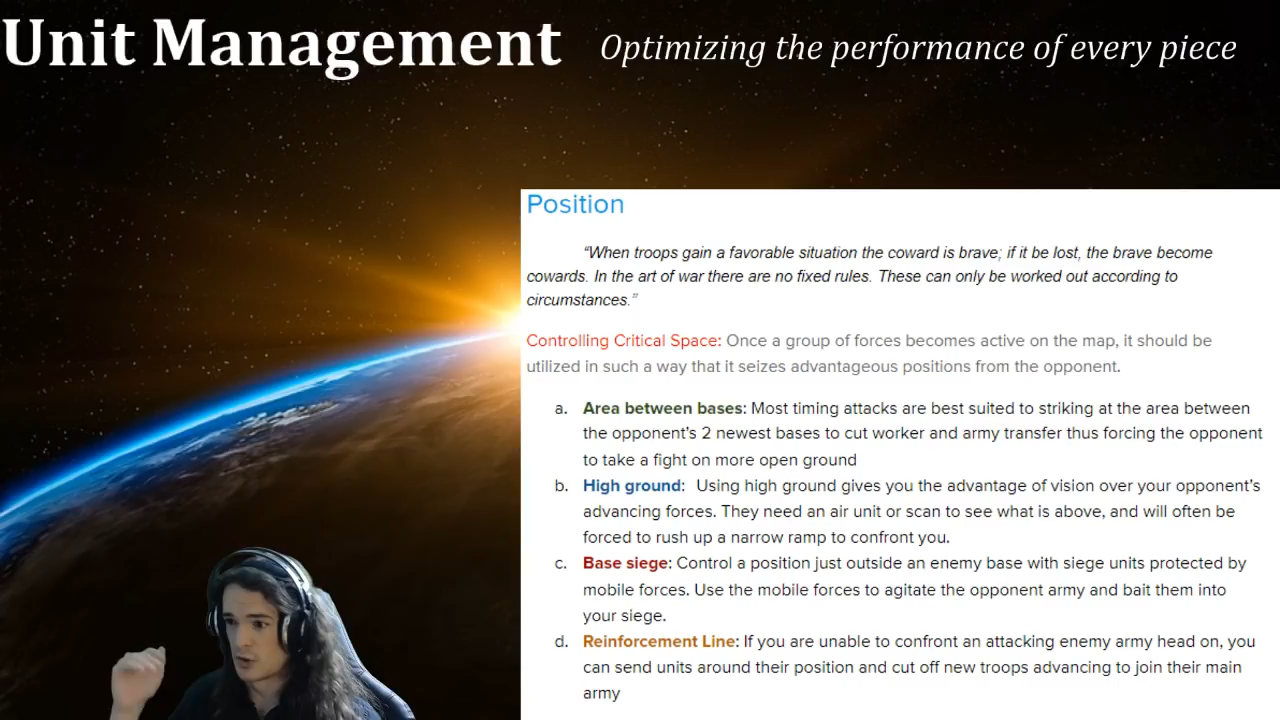 Unit Management
Optimizing the performance of every piece
Position
“When troops gain a favorable situation the coward is brave; if it be lost, the brave become
cowards. In the art of war there are no fixed rules. These can only be worked out according to
circumstances.”
Controlling Critical Space: Once a group of forces becomes active on the map, it should be
utilized in such a way that it seizes advantageous positions from the opponent.
a. Area between bases: Most timing attacks are best suited to striking at the area between
the opponent’s 2 newest bases to cut worker and army transfer thus forcing the opponent
to take a fight on more open ground
b. High ground: Using high ground gives you the advantage of vision over your opponent’s
advancing forces. They need an air unit or scan to see what is above, and will often be
forced to rush up a narrow ramp to confront you.
c. Base siege: Control a position just outside an enemy base with siege units protected by
mobile forces. Use the mobile forces to agitate the opponent army and bait them into
your siege.
d. Reinforcement Line: If you are unable to confront an attacking enemy army head on, you
can send units around their position and cut off new troops advancing to join their main
army